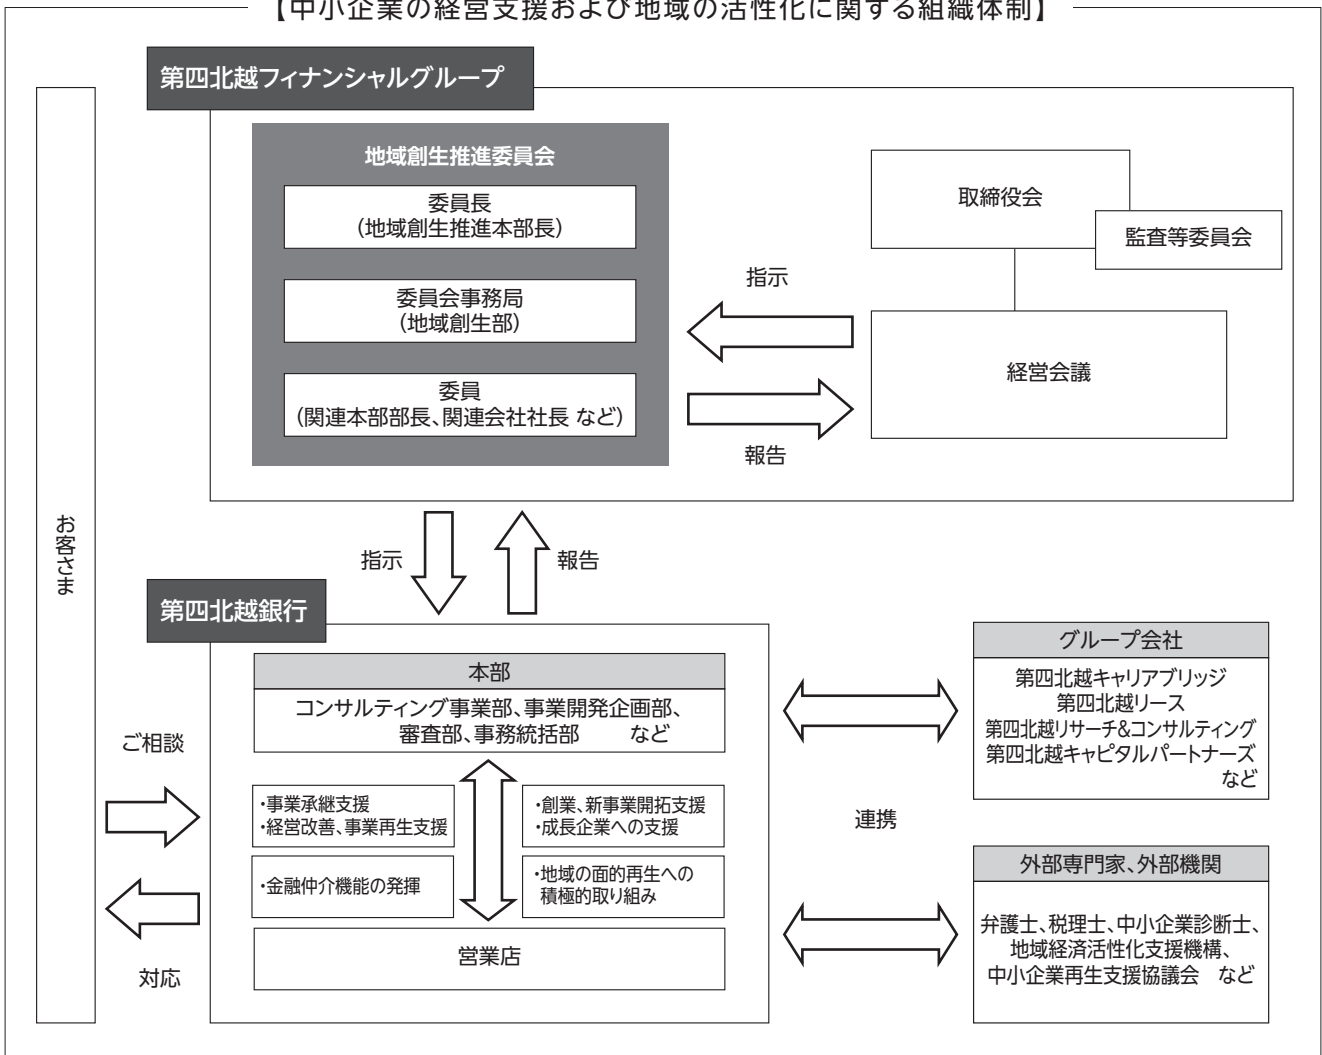 【中小企業の経営支援および地域の活性化に関する組織体制】
第四北越フィナンシャルグループ
地域創生推進委員会
委員長
(地域創生推進本部長)
委員会事務局
(地域創生部)
委員
(関連本部部長、関連会社社長 など)
指示
報告
取締役会
監査等委員会
経営会議
お客さま
指示
報告
第四北越銀行
本部
コンサルティング事業部、事業開発企画部、
審査部、事務統括部 など
・事業承継支援
・経営改善、事業再生支援
・創業、新事業開拓支援
・成長企業への支援
・金融仲介機能の発揮
・地域の面的再生への
積極的取り組み
営業店
ご相談
対応
連携
グループ会社
第四北越キャリアブリッジ
第四北越リース
第四北越リサーチ&コンサルティング
第四北越キャピタルパートナーズ
など
外部専門家、外部機関
弁護士、税理士、中小企業診断士、
地域経済活性化支援機構、
中小企業再生支援協議会 など